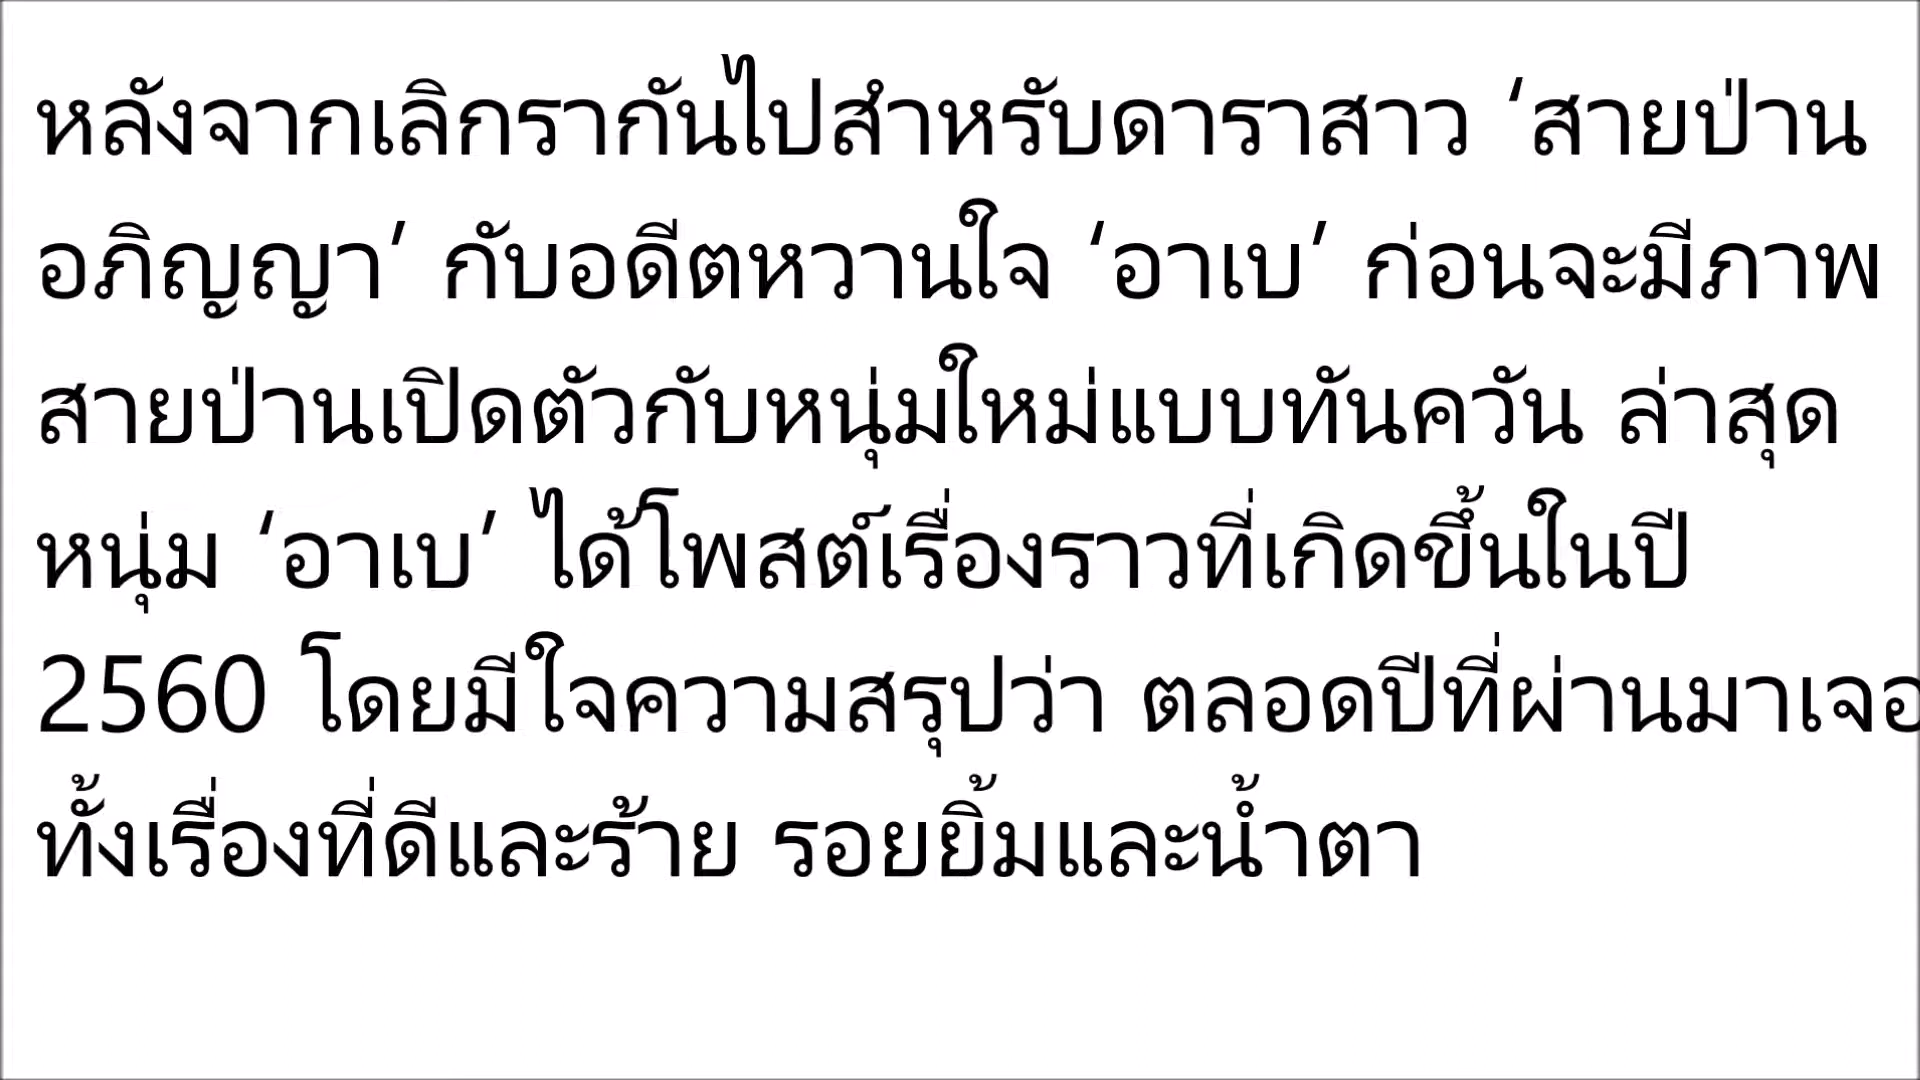 หลังจากเลิกรากันไปสำหรับดาราสาว ‘สายป่าน
อภิญญา’ กับอดีตหวานใจ ‘อาเบ’ ก่อนจะมีภาพ
สายป่านเปิดตัวกับหนุ่มใหม่แบบทันควัน ล่าสุด
หนุ่ม ‘อาเบ’ ได้โพสต์เรื่องราวที่เกิดขึ้นในปี
2560 โดยมีใจความสรุปว่า ตลอดปีที่ผ่านมาเจอ
ทั้งเรื่องที่ดีและร้าย รอยยิ้มและน้ำตา